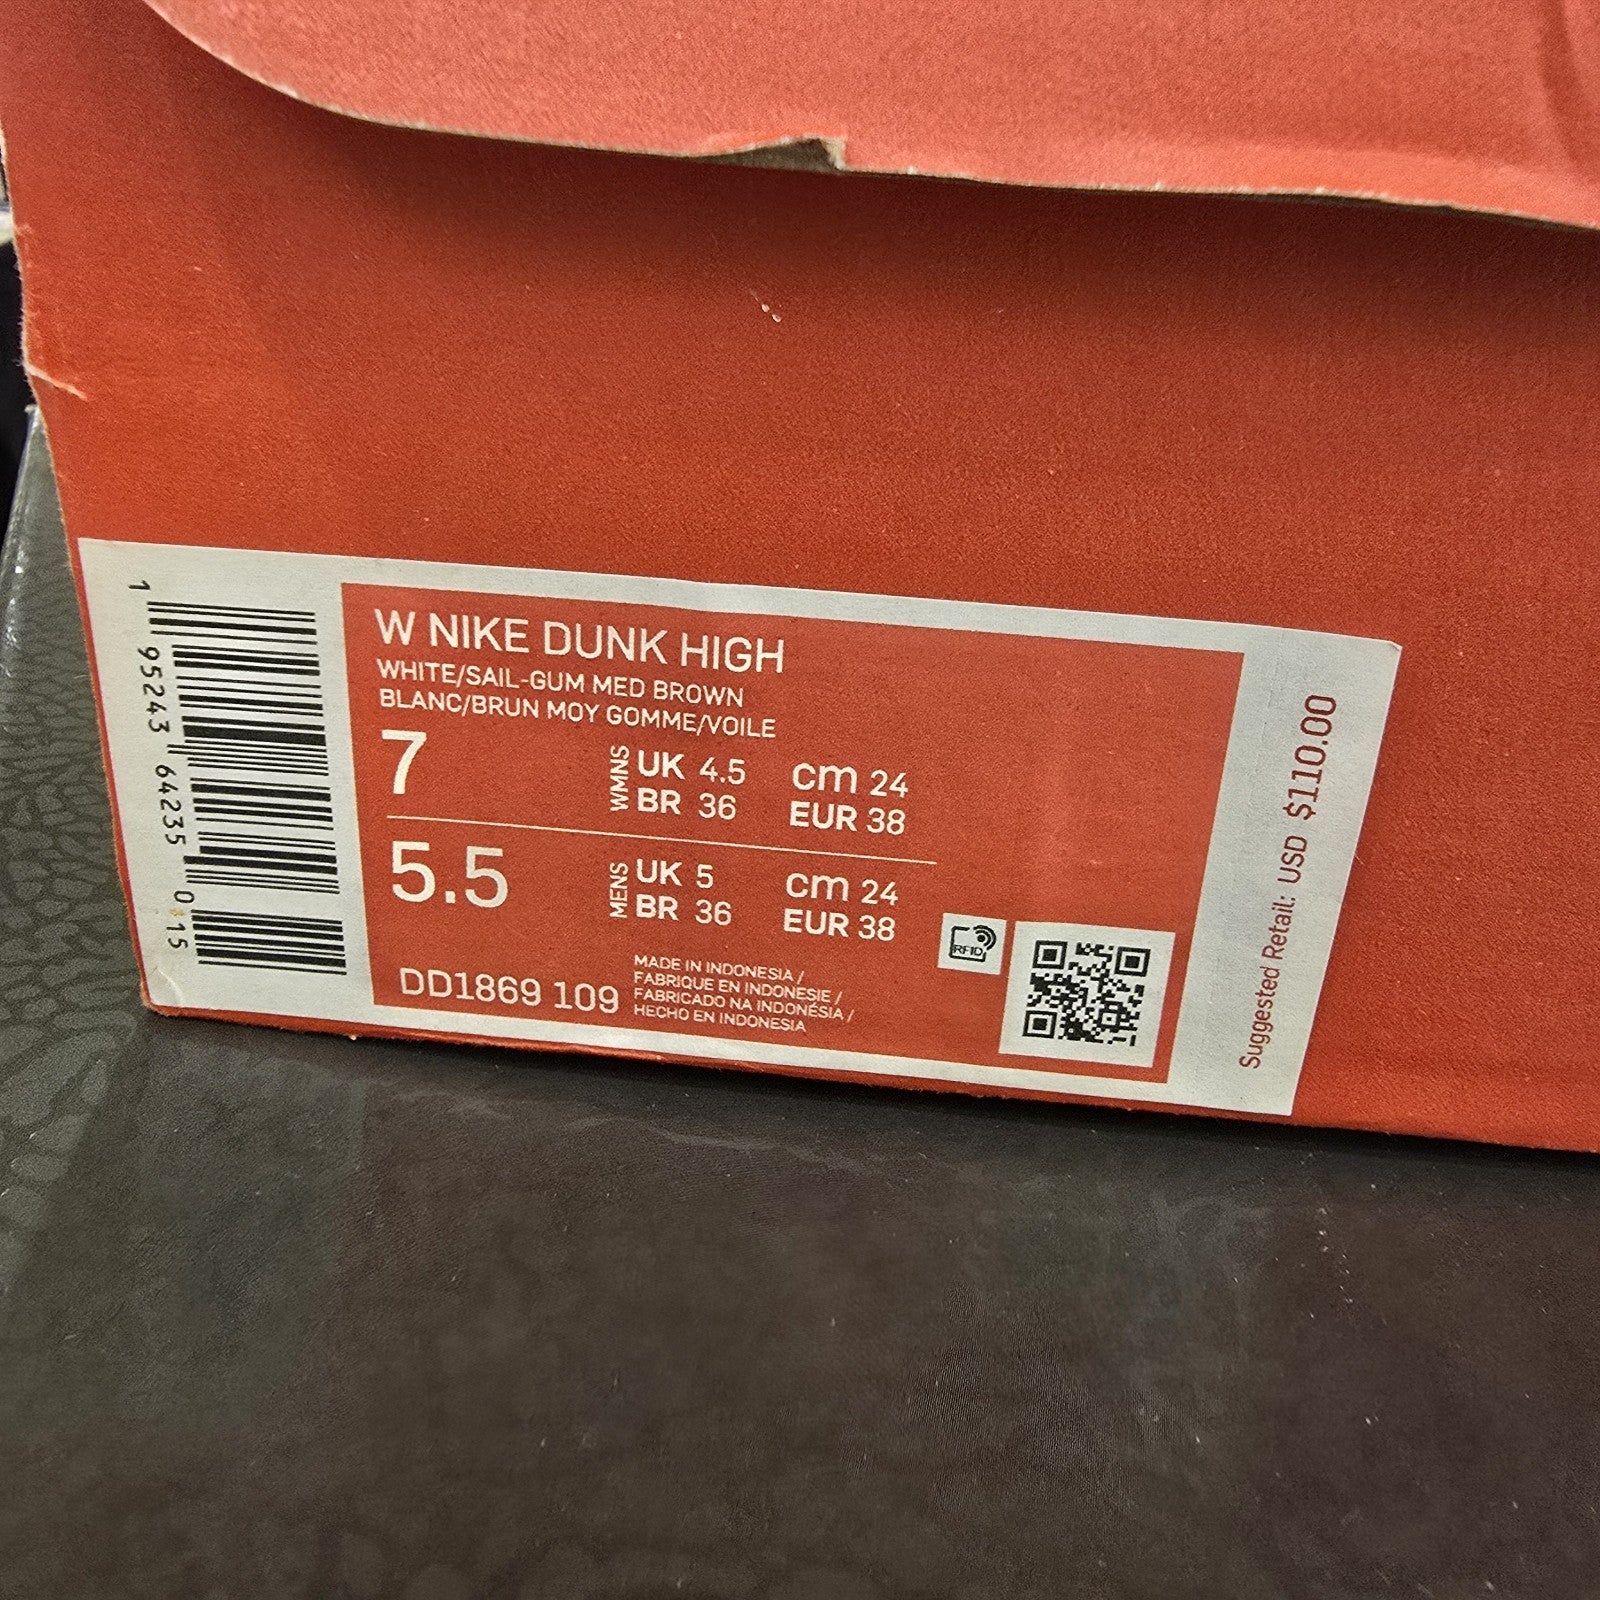 W NIKE DUNK HIGH
WHITE/SAIL-GUM MED BROWN
BLANC/BRUN MOY GOMME/VOILE
7
WMNS
UK 4.5 cm 24
BR 36 EUR 38
5.5
MENS
UK 5 cm 24
BR 36 EUR 38
DD1869 109
MADE IN INDONESIA /
FABRIQUE EN INDONESIE /
FABRICADO NA INDONÉSIA /
HECHO EN INDONESIA
RFID
1 95243 64235 0 15
Suggested Retail: USD $110.00